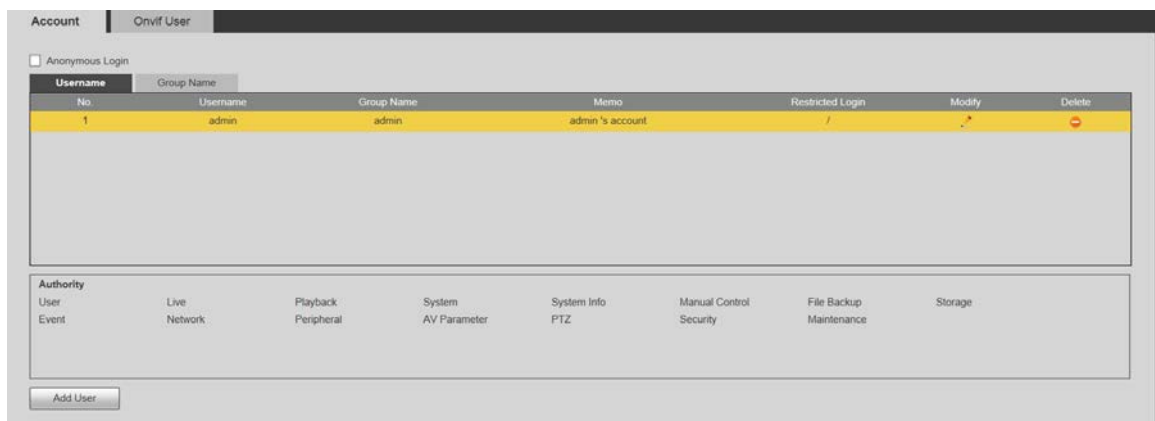 Account Onvif User
Anonymous Login
Username Group Name
No. Username Group Name Memo Restricted Login Modify Delete
1 admin admin admin 's account /
Authority
User Live Playback System System Info Manual Control File Backup Storage
Event Network Peripheral AV Parameter PTZ Security Maintenance
Add User